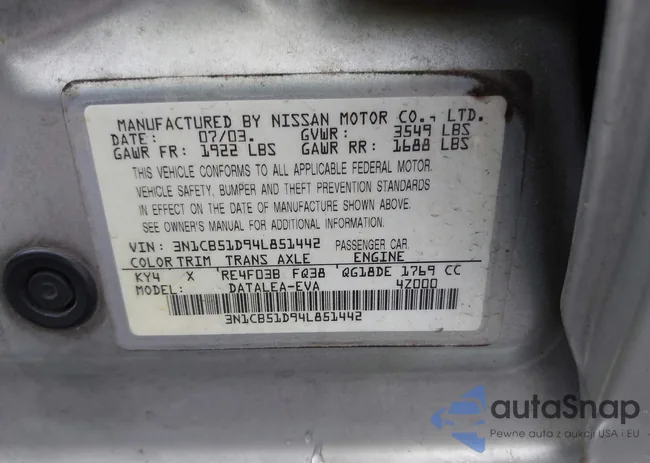 MANUFACTURED BY NISSAN MOTOR CO., LTD.
DATE: 07/03. GVWR: 3549 LBS
GAWR FR: 1922 LBS GAWR RR: 1688 LBS
THIS VEHICLE CONFORMS TO ALL APPLICABLE FEDERAL MOTOR
VEHICLE SAFETY, BUMPER AND THEFT PREVENTION STANDARDS
IN EFFECT ON THE DATE OF MANUFACTURE SHOWN ABOVE.
SEE OWNER'S MANUAL FOR ADDITIONAL INFORMATION.
VIN: 3N1CB51D94L851442 PASSENGER CAR.
COLOR TRIM TRANS AXLE ENGINE
KY4 X RE4F03B FQ38 QG18DE 1769 CC
MODEL: DATALEA-EVA 4Z000
3N1CB51D94L851442
autaSnap
Pewne auta z aukcji USA i EU